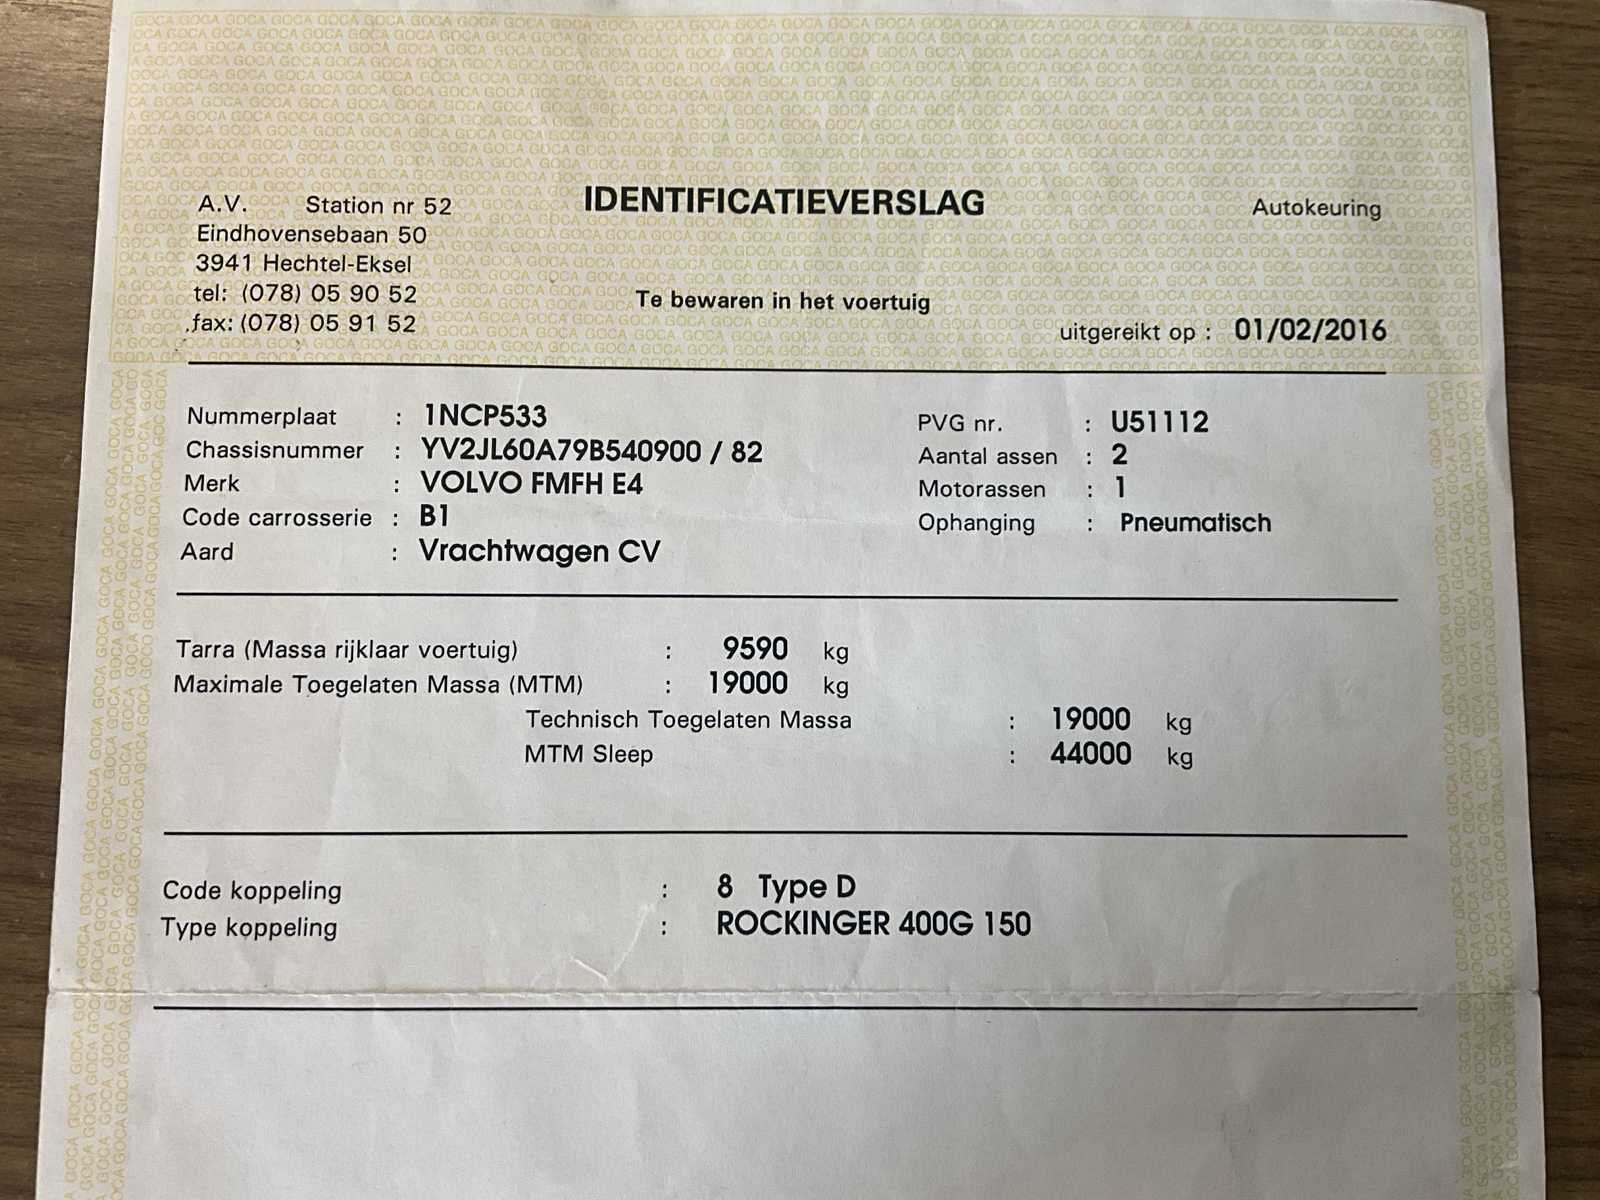 A.V. Station nr 52
Eindhovensebaan 50
3941 Hechtel-Eksel
tel: (078) 05 90 52
fax: (078) 05 91 52
IDENTIFICATIEVERSLAG
Te bewaren in het voertuig
Autokeuring
uitgereikt op : 01/02/2016
Nummerplaat : 1NCP533
Chassisnummer : YV2JL60A79B540900 / 82
Merk : VOLVO FMFH E4
Code carrosserie : B1
Aard : Vrachtwagen CV
PVG nr. : U51112
Aantal assen : 2
Motorassen : 1
Ophanging : Pneumatisch
Tarra (Massa rijklaar voertuig) : 9590 kg
Maximale Toegelaten Massa (MTM) : 19000 kg
Technisch Toegelaten Massa : 19000 kg
MTM Sleep : 44000 kg
Code koppeling : 8 Type D
Type koppeling : ROCKINGER 400G 150